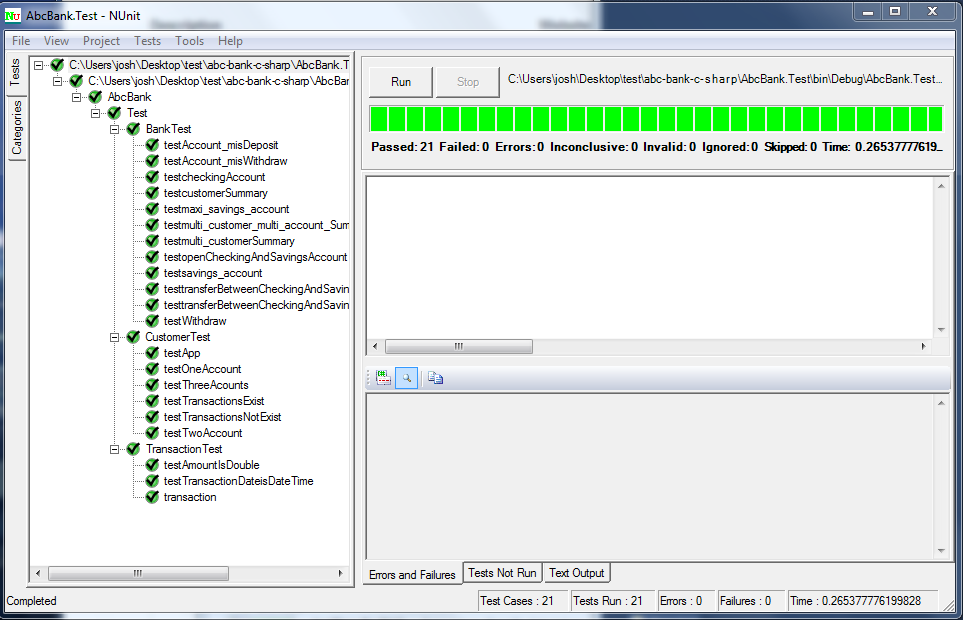 AbcBank.Test - NUnit
File View Project Tests Tools Help
Tests
Categories
C:\Users\josh\Desktop\test\abc-bank-c-sharp\AbcBank.T
C:\Users\josh\Desktop\test\abc-bank-c-sharp\AbcBar
AbcBank
Test
BankTest
testAccount_misDeposit
testAccount_misWithdraw
testcheckingAccount
testcustomerSummary
testmaxi_savings_account
testmulti_customer_multi_account_Sum
testmulti_customerSummary
testopenCheckingAndSavingsAccount
testsavings_account
testtransferBetweenCheckingAndSavin
testtransferBetweenCheckingAndSavin
testWithdraw
CustomerTest
testApp
testOneAccount
testThreeAcounts
testTransactionsExist
testTransactionsNotExist
testTwoAccount
TransactionTest
testAmountIsDouble
testTransactionDateisDateTime
transaction
Run Stop C:\Users\josh\Desktop\test\abc-bank-c-sharp\AbcBank.Test\bin\Debug\AbcBank.Test...
Passed: 21 Failed: 0 Errors: 0 Inconclusive: 0 Invalid: 0 Ignored: 0 Skipped: 0 Time: 0.26537777619...
Errors and Failures Tests Not Run Text Output
Completed Test Cases : 21 Tests Run : 21 Errors : 0 Failures : 0 Time : 0.265377776199828